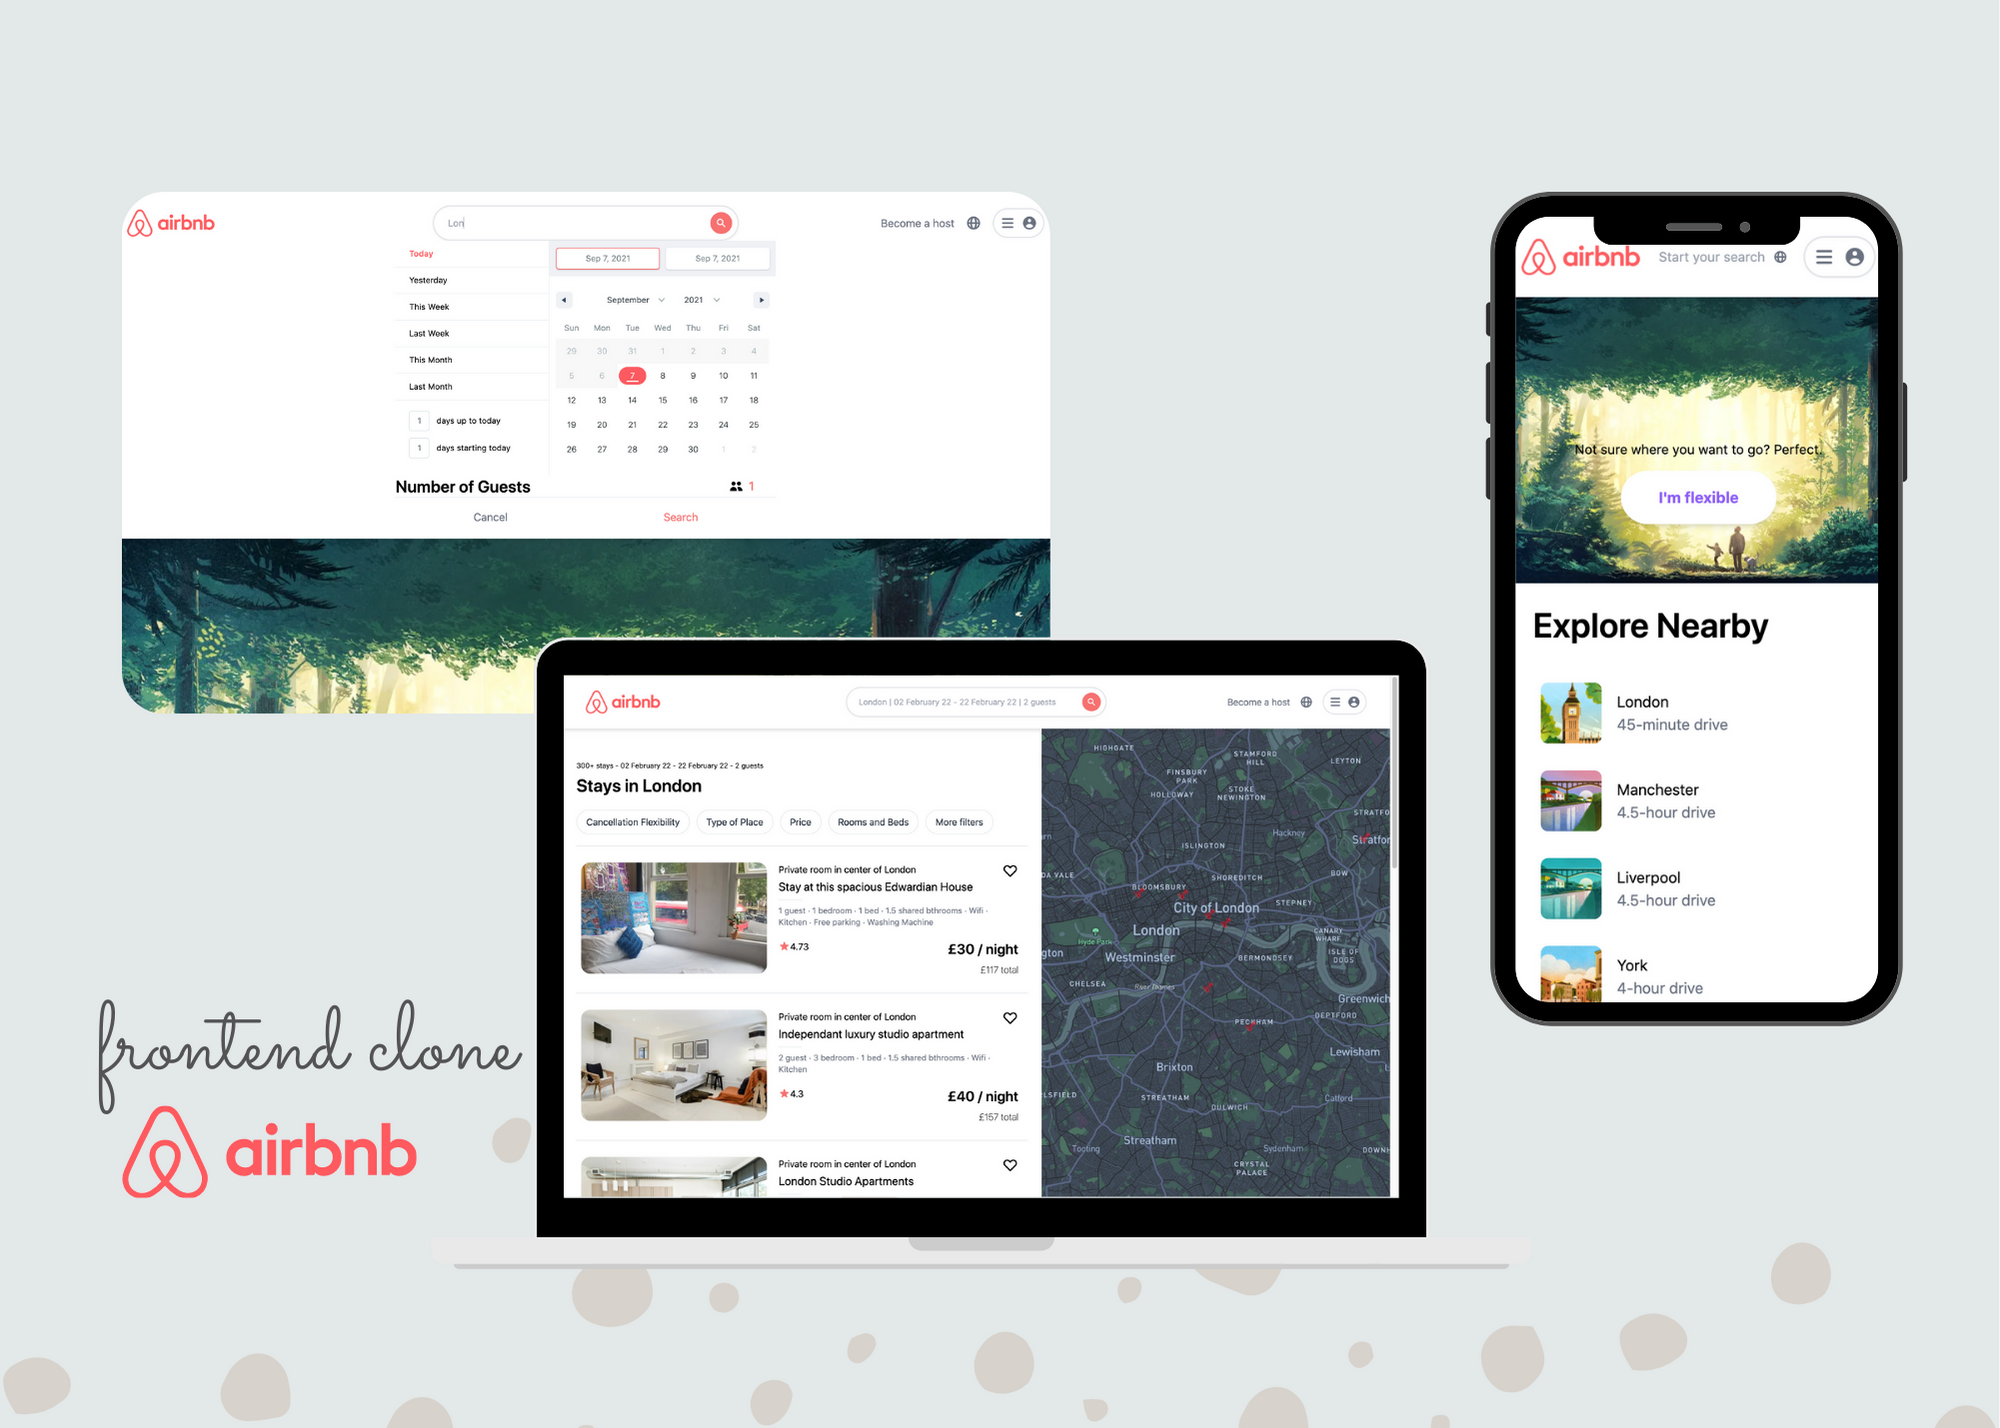 airbnb
Lon
Become a host
Today
Yesterday
This Week
Last Week
This Month
Last Month
1 days up to today
1 days starting today
Sep 7, 2021 Sep 7, 2021
September 2021
Sun Mon Tue Wed Thu Fri Sat
29 30 31 1 2 3 4
5 6 7 8 9 10 11
12 13 14 15 16 17 18
19 20 21 22 23 24 25
26 27 28 29 30 1 2
Number of Guests 1
Cancel Search
airbnb Start your search
Not sure where you want to go? Perfect.
I'm flexible
Explore Nearby
London
45-minute drive
Manchester
4.5-hour drive
Liverpool
4.5-hour drive
York
4-hour drive
airbnb
London | 02 February 22 - 22 February 22 | 2 guests
Become a host
300+ stays - 02 February 22 - 22 February 22 - 2 guests
Stays in London
Cancellation Flexibility Type of Place Price Rooms and Beds More filters
Private room in center of London
Stay at this spacious Edwardian House
1 guest · 1 bedroom · 1 bed · 1.5 shared bthrooms · Wifi ·
Kitchen · Free parking · Washing Machine
4.73
£30 / night
£117 total
Private room in center of London
Independant luxury studio apartment
2 guest · 3 bedroom · 1 bed · 1.5 shared bthrooms · Wifi ·
Kitchen
4.3
£40 / night
£157 total
Private room in center of London
London Studio Apartments
HIGHGATE
STAMFORD
HILL
LEYTON
FINSBURY
PARK
HOLLOWAY
STOKE
NEWINGTON
STRATFO
Hackney
Stratfor
rn
ISLINGTON
DA VALE
SHOREDITCH
BOW
BLOOMSBURY
City of London
STEPNEY
London
Hyde Park
CANARY
WHARF
gton
Westminster
BERMONDSEY
ISLE OF
DOGS
CHELSEA
River Thames
Greenwich
PECKHAM
DEPTFORD
Lewisham
Brixton
LSFIELD
STREATHAM
DULWICH
Catford
Streatham
Tooting
Sydenham
DOWN
CRYSTAL
PALACE
frontend clone
airbnb